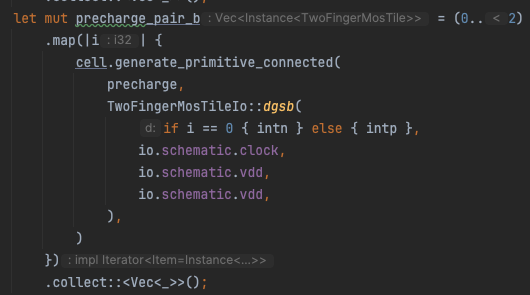 let mut precharge_pair_b : Vec<Instance<TwoFingerMosTile>> = (0.. < 2)
.map(|i : i32 | {
cell.generate_primitive_connected(
precharge,
TwoFingerMosTileIo::dgsb(
d: if i == 0 { intn } else { intp },
io.schematic.clock,
io.schematic.vdd,
io.schematic.vdd,
),
)
}) : impl Iterator<Item=Instance<...>>
.collect::<Vec<_>>();